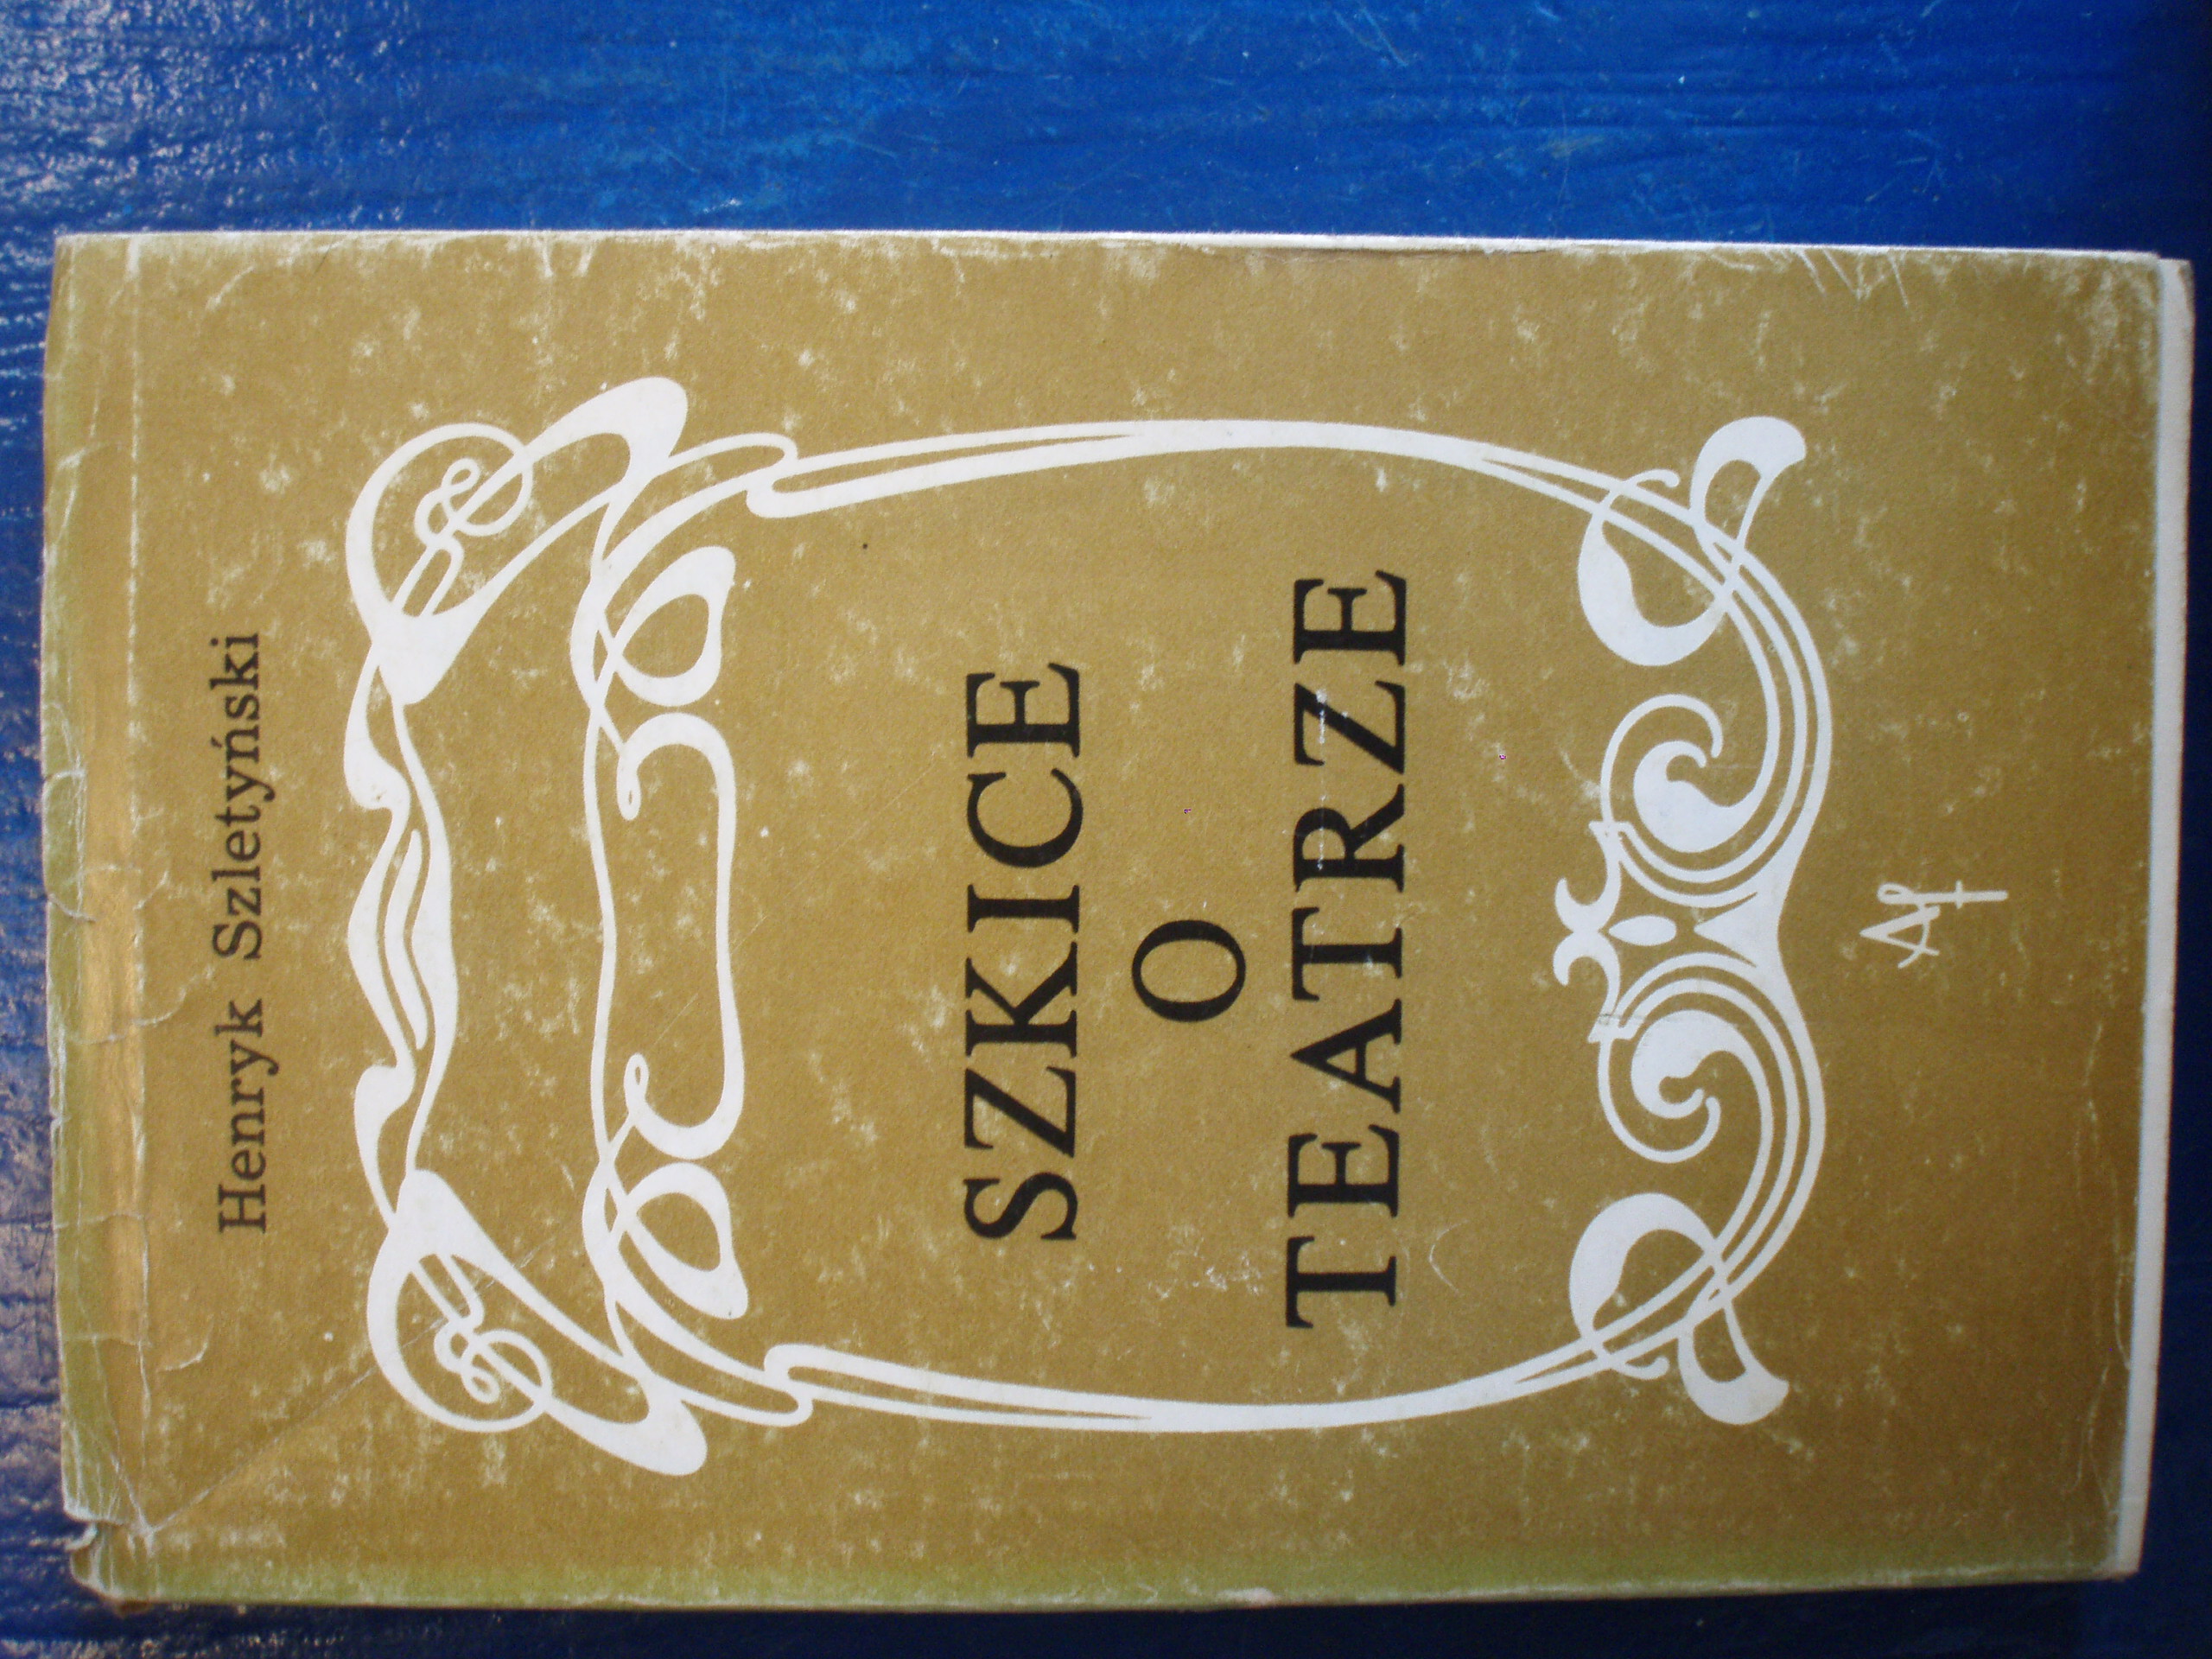 Henryk Szletyński
SZKICE
O
TEATRZE